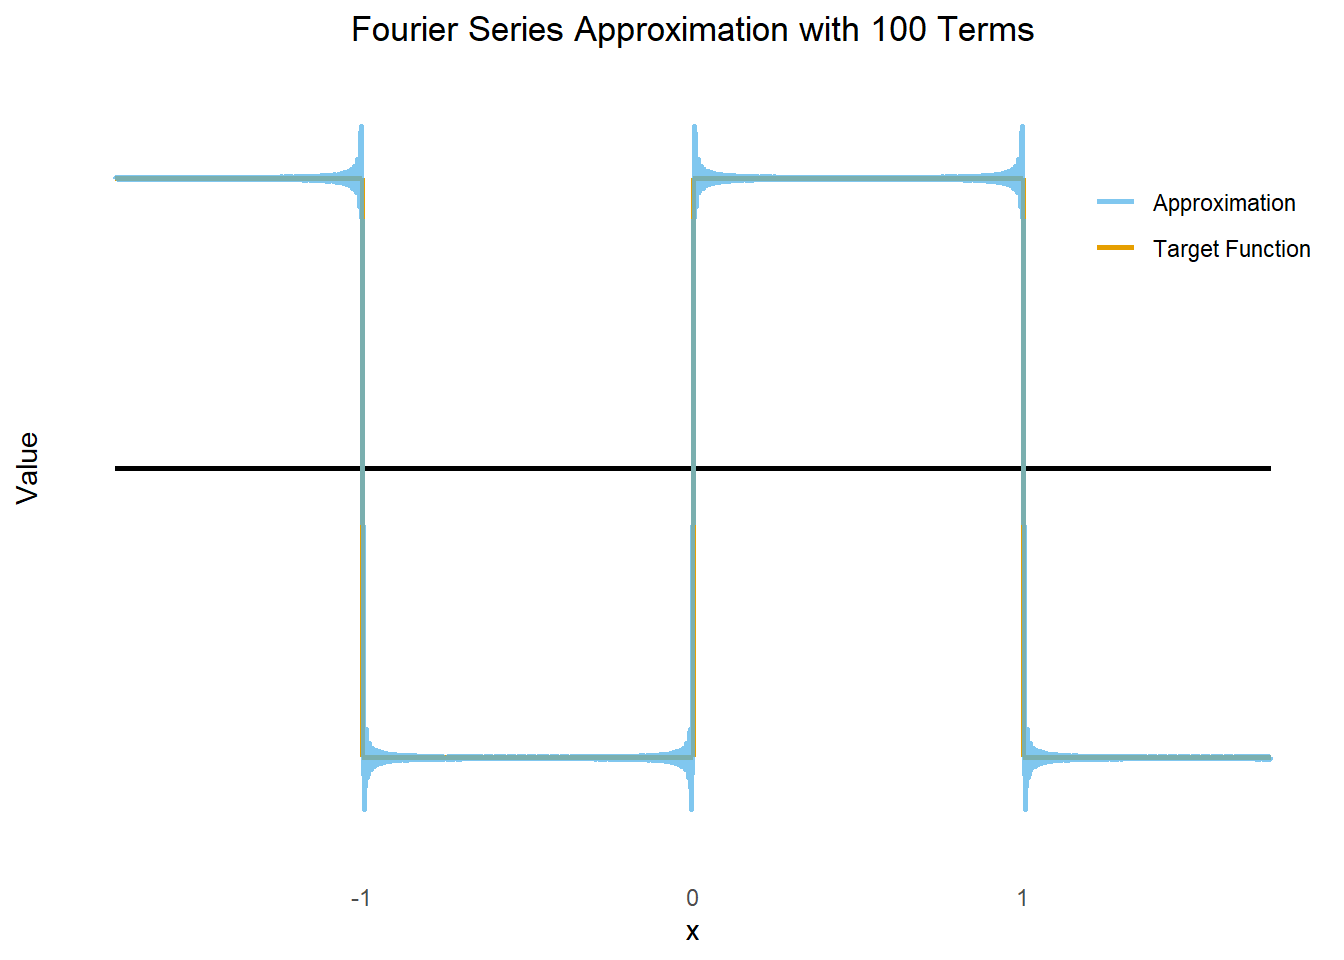 Fourier Series Approximation with 100 Terms
Approximation
Target Function
Value
-1 0 1
x